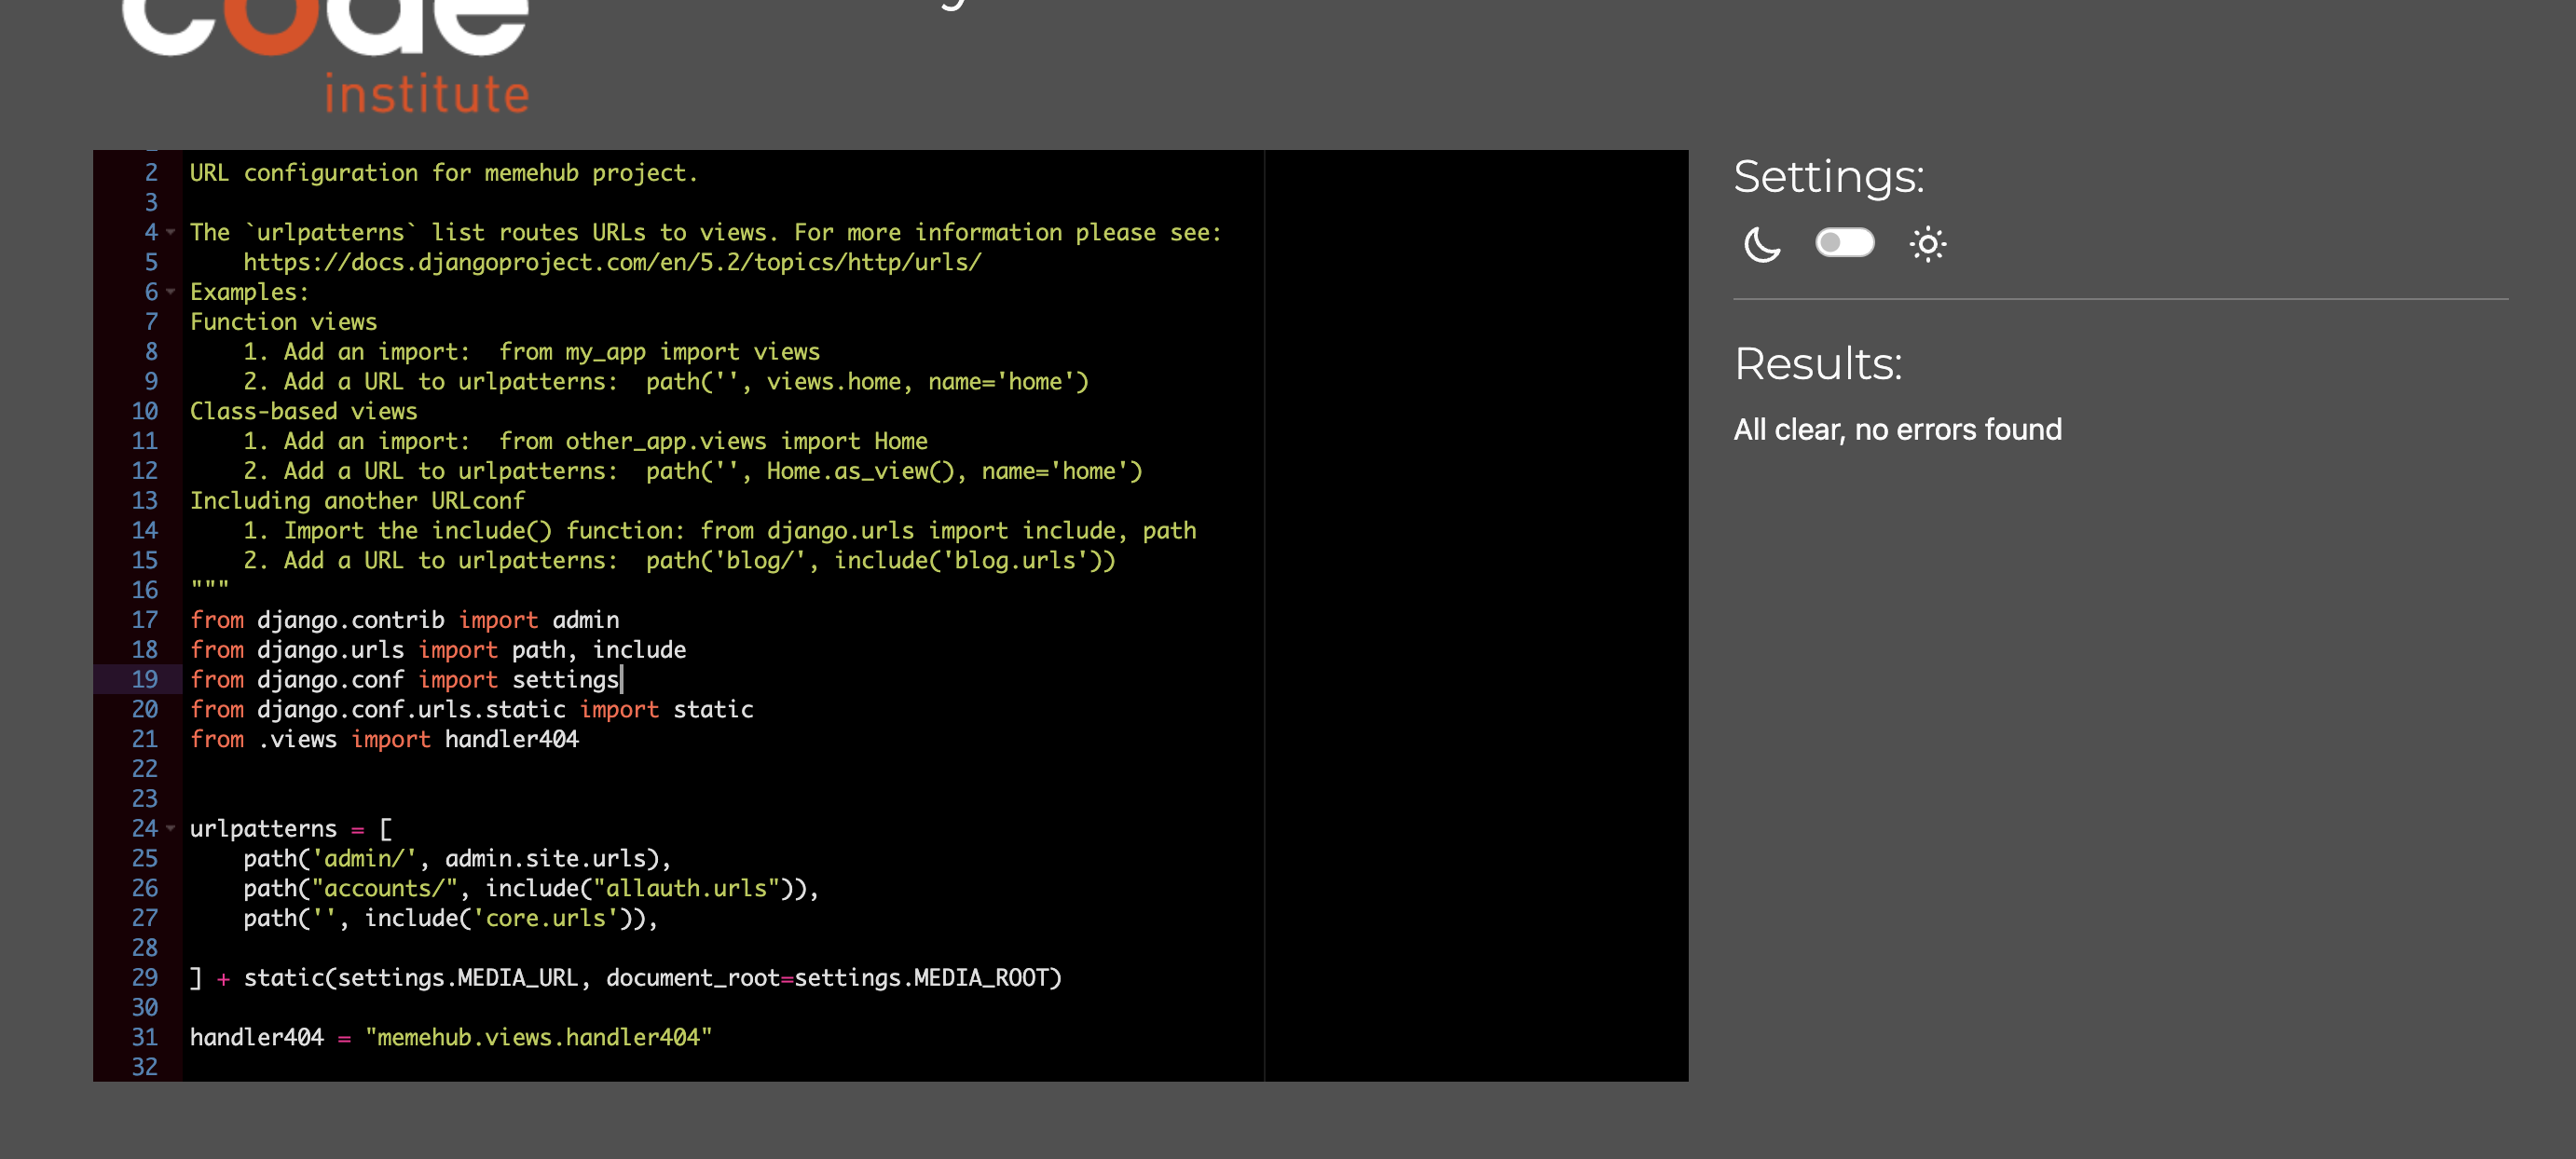 code
institute
2 URL configuration for memehub project.
3
4 The `urlpatterns` list routes URLs to views. For more information please see:
5     https://docs.djangoproject.com/en/5.2/topics/http/urls/
6 Examples:
7 Function views
8     1. Add an import:  from my_app import views
9     2. Add a URL to urlpatterns:  path('', views.home, name='home')
10 Class-based views
11     1. Add an import:  from other_app.views import Home
12     2. Add a URL to urlpatterns:  path('', Home.as_view(), name='home')
13 Including another URLconf
14     1. Import the include() function: from django.urls import include, path
15     2. Add a URL to urlpatterns:  path('blog/', include('blog.urls'))
16 """
17 from django.contrib import admin
18 from django.urls import path, include
19 from django.conf import settings
20 from django.conf.urls.static import static
21 from .views import handler404
22
23
24 urlpatterns = [
25     path('admin/', admin.site.urls),
26     path("accounts/", include("allauth.urls")),
27     path('', include('core.urls')),
28
29 ] + static(settings.MEDIA_URL, document_root=settings.MEDIA_ROOT)
30
31 handler404 = "memehub.views.handler404"
32
Settings:
Results:
All clear, no errors found